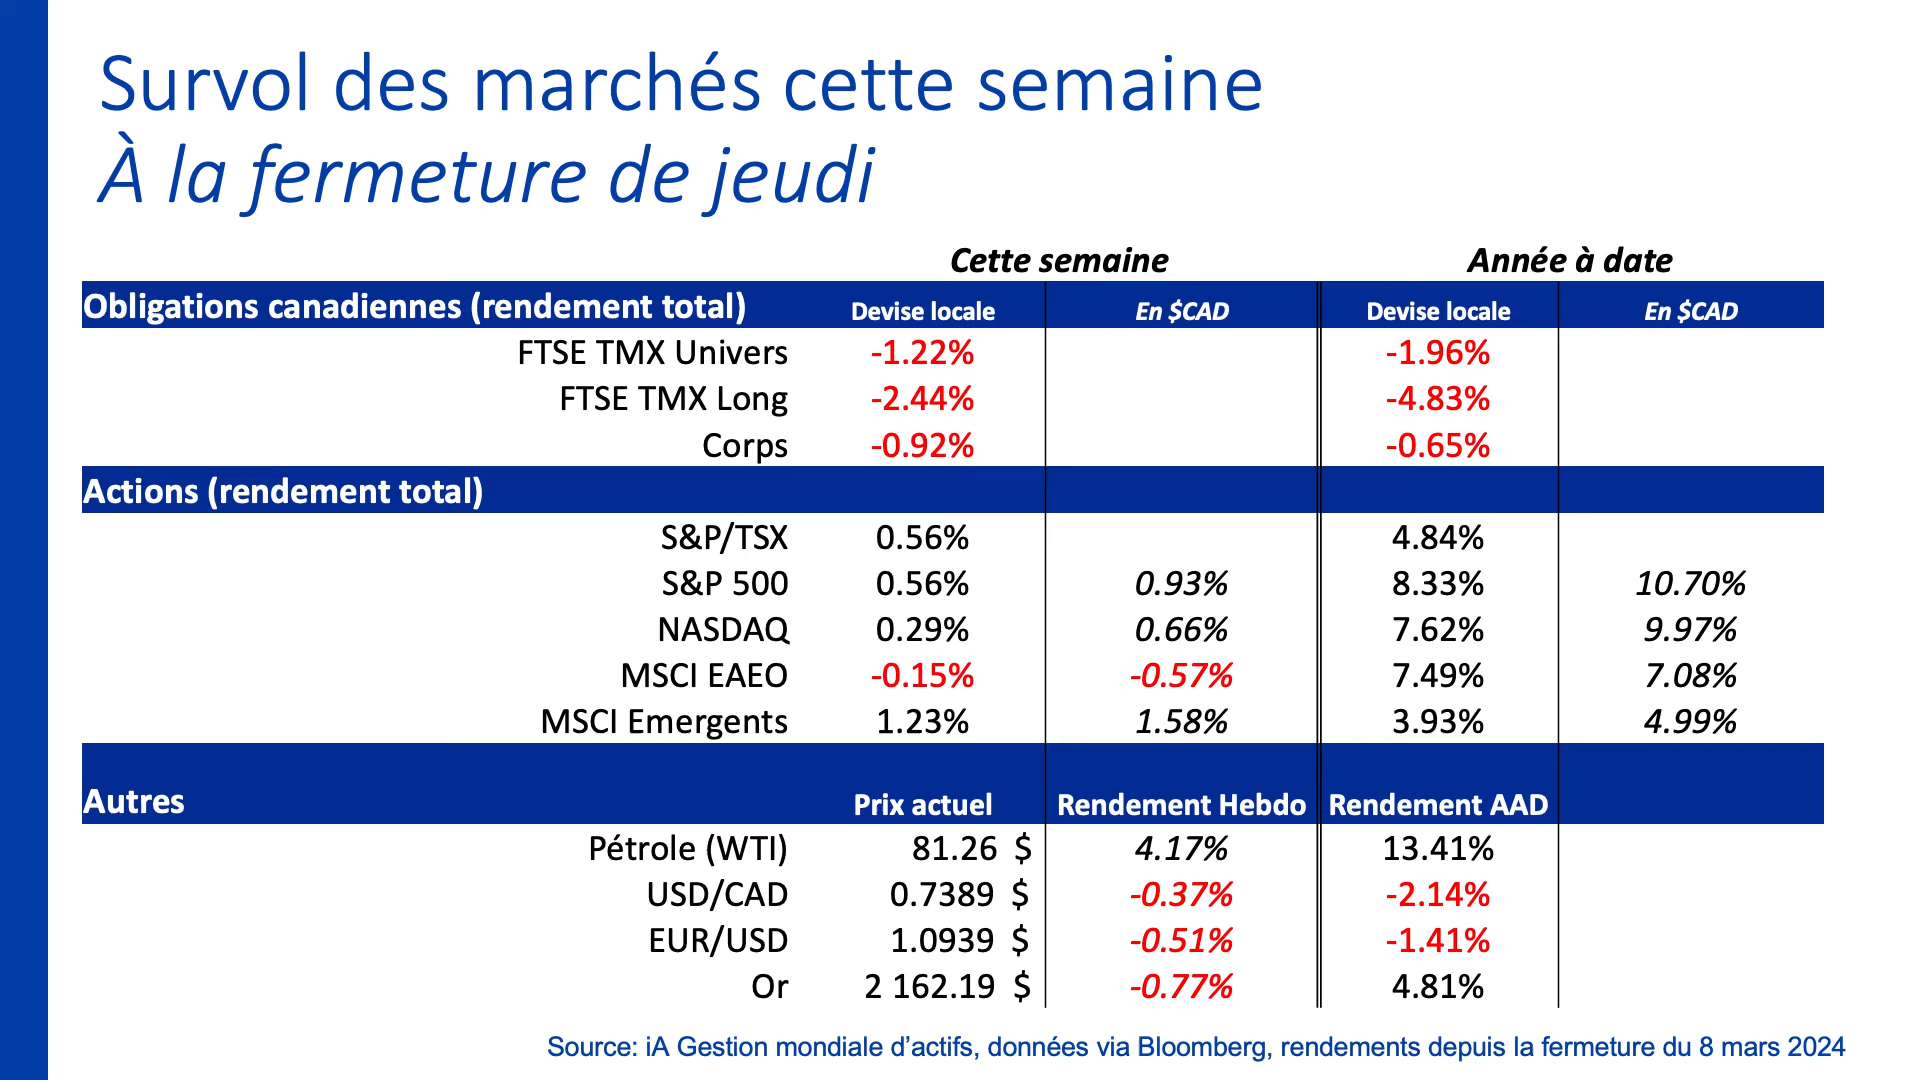 Survol des marchés cette semaine
À la fermeture de jeudi
Cette semaine Année à date
Obligations canadiennes (rendement total) Devise locale En $CAD Devise locale En $CAD
FTSE TMX Univers -1.22% -1.96%
FTSE TMX Long -2.44% -4.83%
Corps -0.92% -0.65%
Actions (rendement total)
S&P/TSX 0.56% 4.84%
S&P 500 0.56% 0.93% 8.33% 10.70%
NASDAQ 0.29% 0.66% 7.62% 9.97%
MSCI EAEO -0.15% -0.57% 7.49% 7.08%
MSCI Emergents 1.23% 1.58% 3.93% 4.99%
Autres Prix actuel Rendement Hebdo Rendement AAD
Pétrole (WTI) 81.26 $ 4.17% 13.41%
USD/CAD 0.7389 $ -0.37% -2.14%
EUR/USD 1.0939 $ -0.51% -1.41%
Or 2 162.19 $ -0.77% 4.81%
Source: iA Gestion mondiale d’actifs, données via Bloomberg, rendements depuis la fermeture du 8 mars 2024